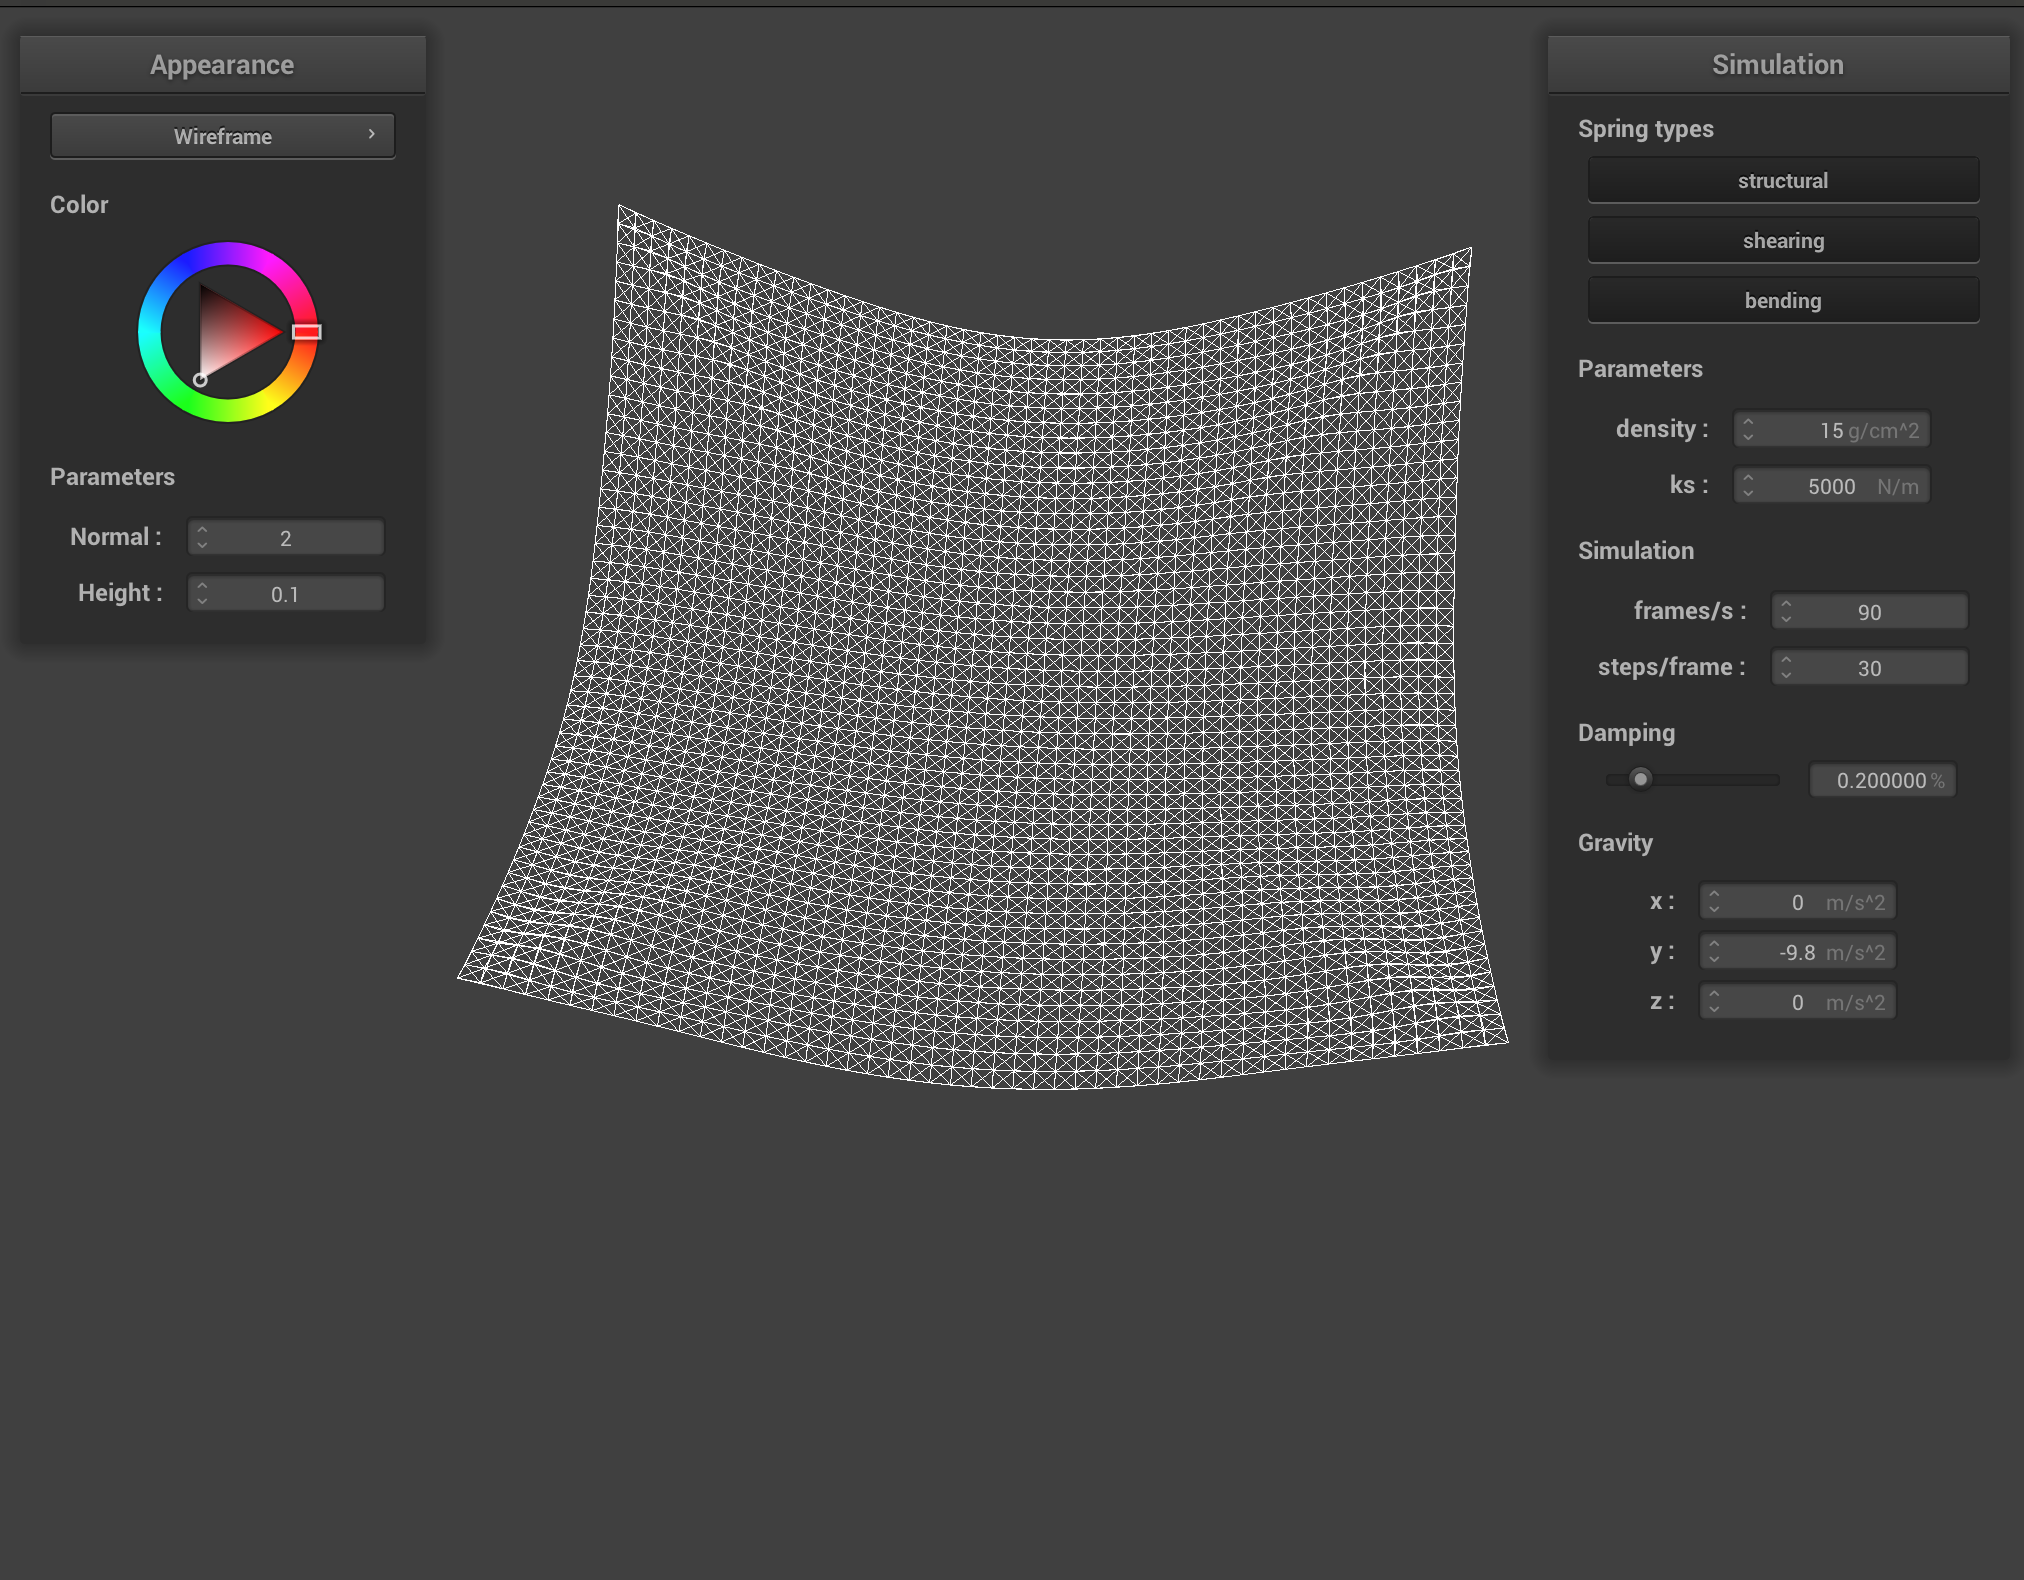 Appearance
Wireframe
Color
Parameters
Normal : 2
Height : 0.1
Simulation
Spring types
structural
shearing
bending
Parameters
density : 15 g/cm^2
ks : 5000 N/m
Simulation
frames/s : 90
steps/frame : 30
Damping
0.200000 %
Gravity
x : 0 m/s^2
y : -9.8 m/s^2
z : 0 m/s^2